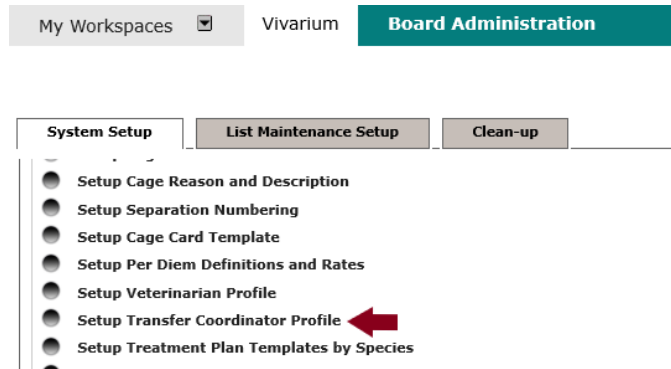 My Workspaces Vivarium Board Administration
System Setup List Maintenance Setup Clean-up
Setup Cage Reason and Description
Setup Separation Numbering
Setup Cage Card Template
Setup Per Diem Definitions and Rates
Setup Veterinarian Profile
Setup Transfer Coordinator Profile
Setup Treatment Plan Templates by Species